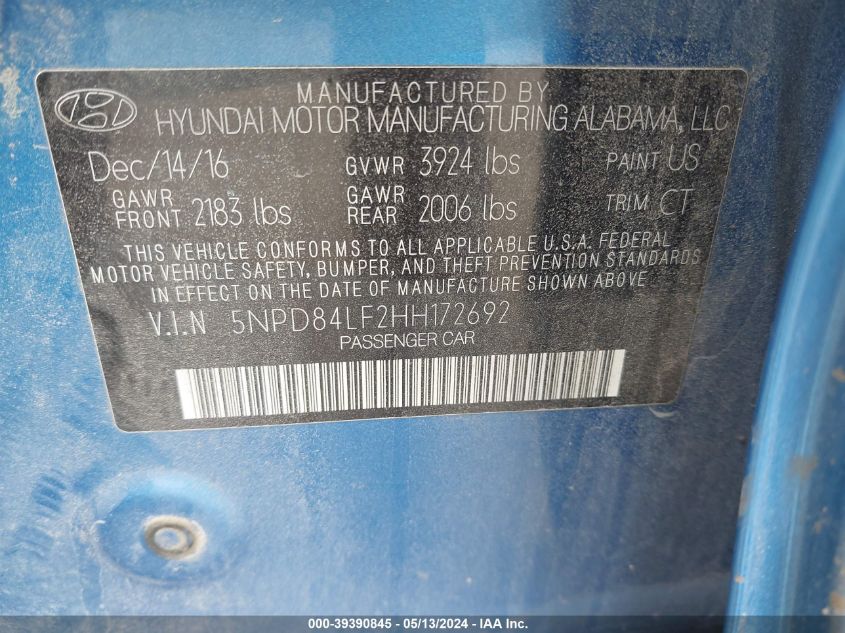 MANUFACTURED BY
HYUNDAI MOTOR MANUFACTURING ALABAMA, LLC
Dec/14/16 GVWR 3924 lbs PAINT US
GAWR FRONT 2183 lbs GAWR REAR 2006 lbs TRIM CT
THIS VEHICLE CONFORMS TO ALL APPLICABLE U.S.A. FEDERAL
MOTOR VEHICLE SAFETY, BUMPER, AND THEFT PREVENTION STANDARDS
IN EFFECT ON THE DATE OF MANUFACTURE SHOWN ABOVE.
V.I.N 5NPD84LF2HH172692
PASSENGER CAR
000-39390845 - 05/13/2024 - IAA Inc.